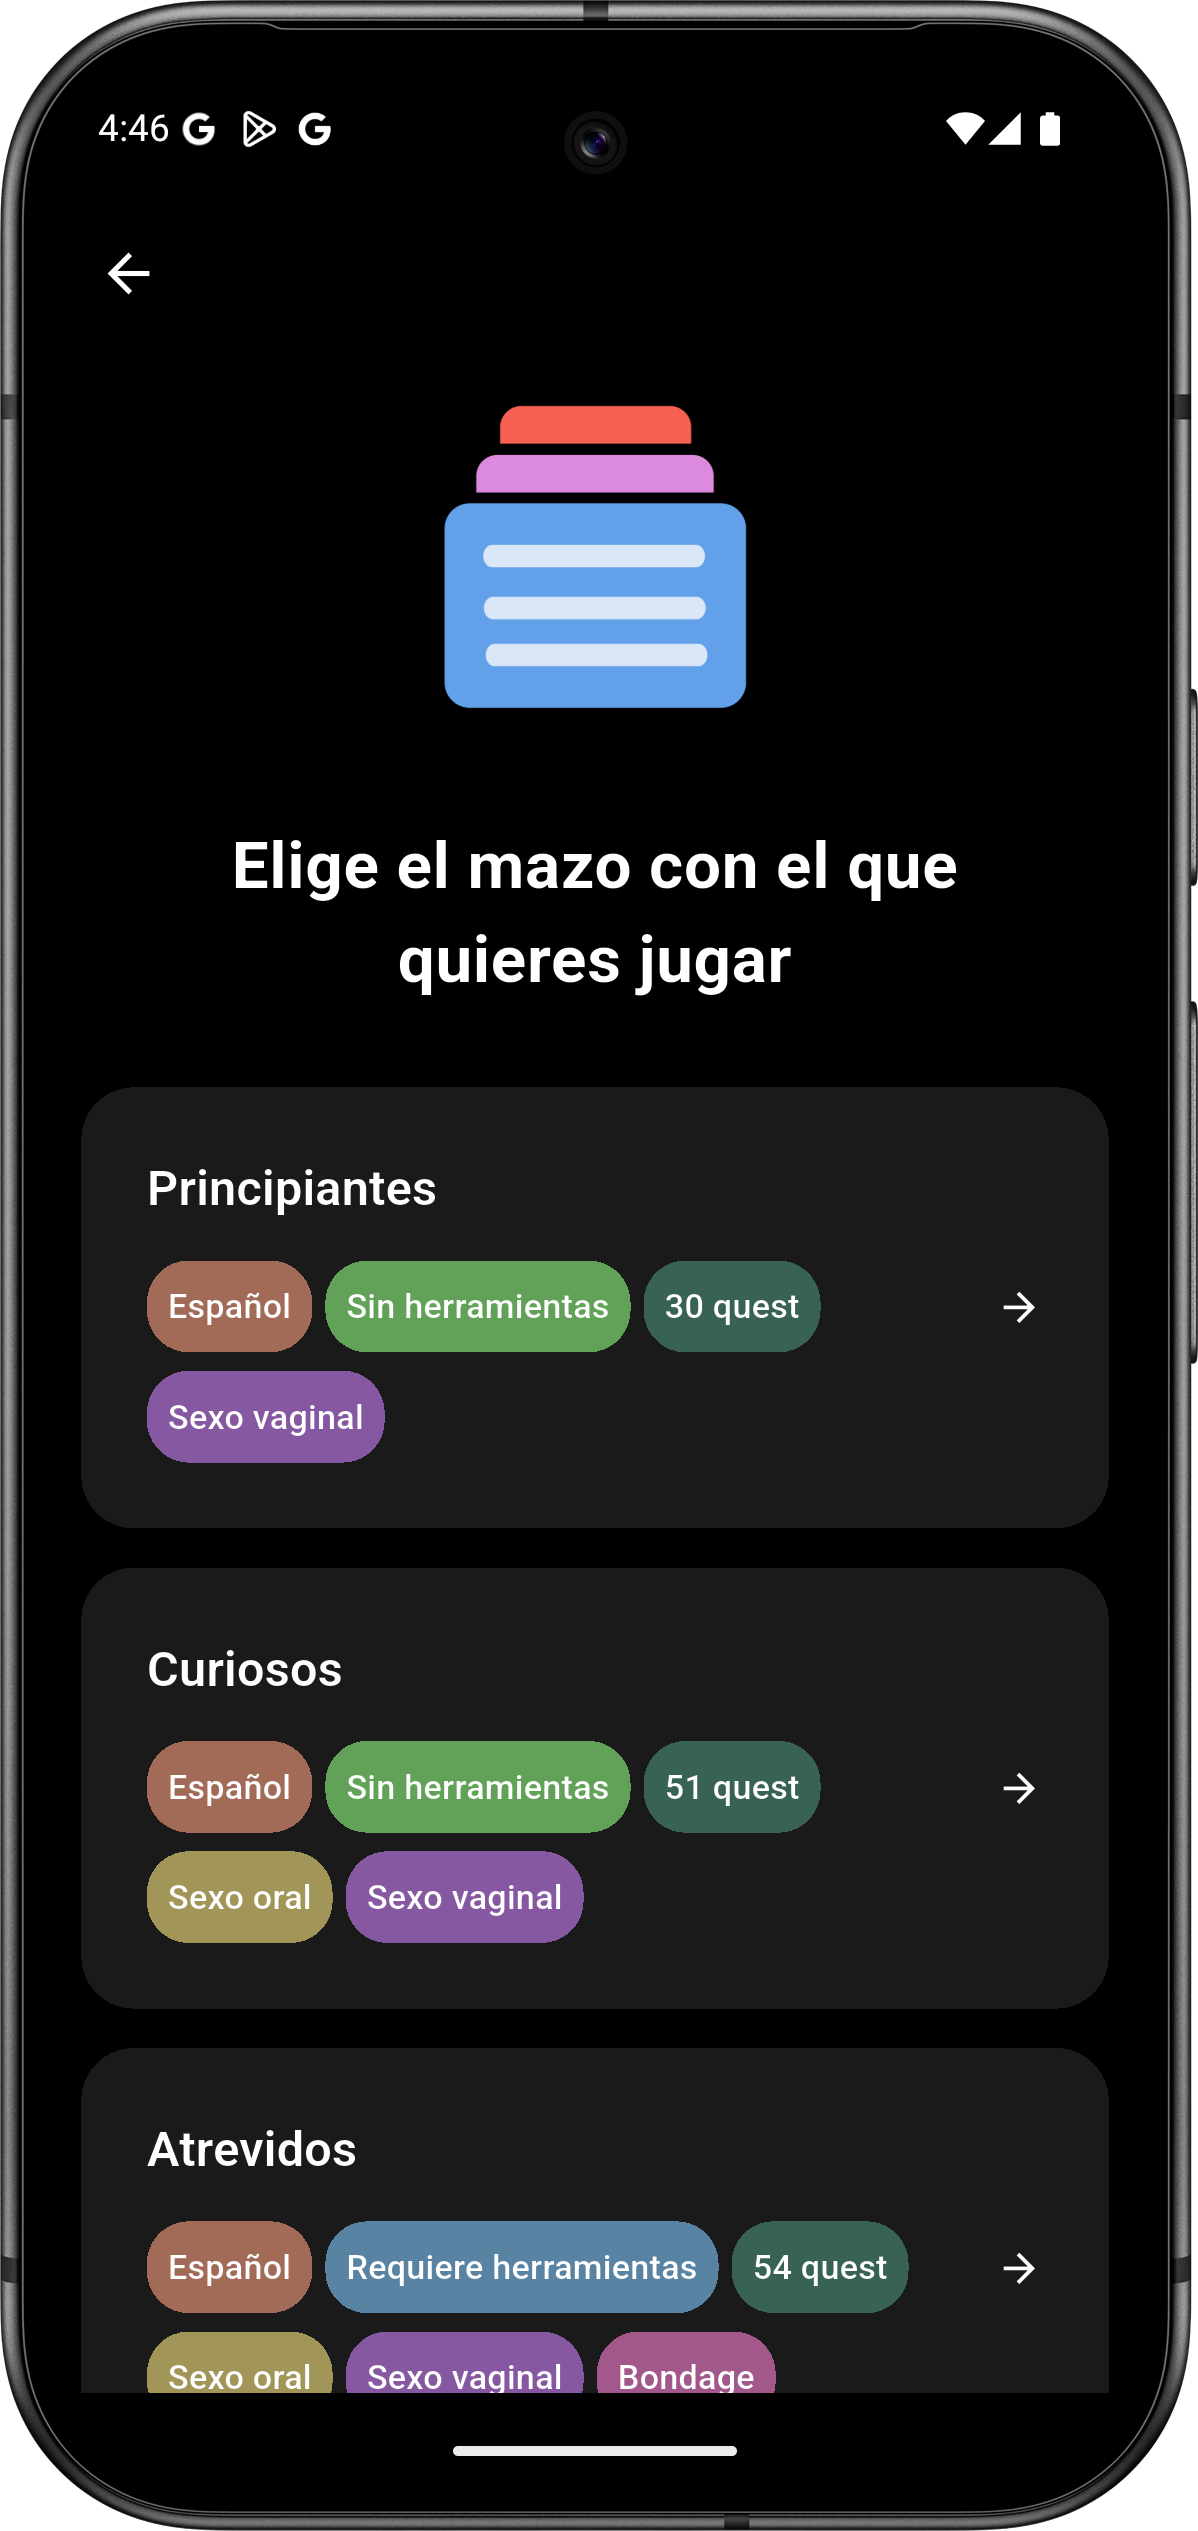 4:46
Elige el mazo con el que
quieres jugar
Principiantes
Español Sin herramientas 30 quest
Sexo vaginal
Curiosos
Español Sin herramientas 51 quest
Sexo oral Sexo vaginal
Atrevidos
Español Requiere herramientas 54 quest
Sexo oral Sexo vaginal Bondage